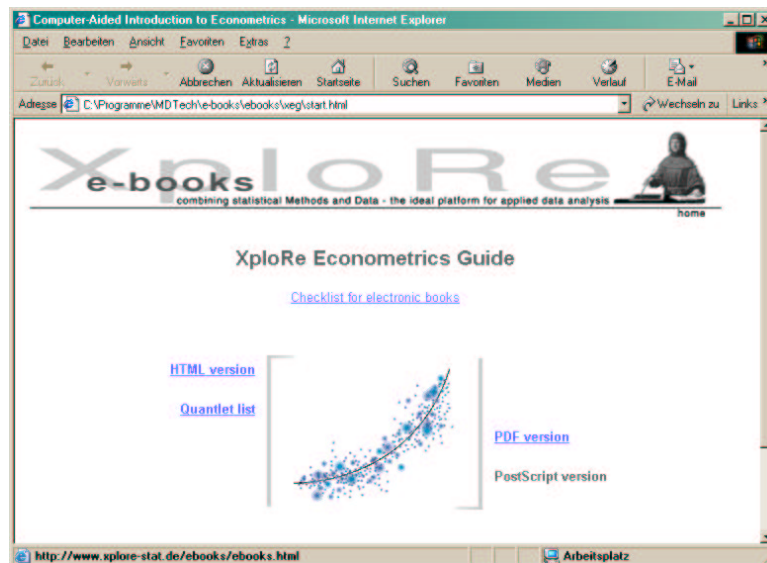 Computer-Aided Introduction to Econometrics - Microsoft Internet Explorer
Datei Bearbeiten Ansicht Favoriten Extras ?
Zurück Vorwärts Abbrechen Aktualisieren Startseite Suchen Favoriten Medien Verlauf E-Mail
Adresse C:\Programme\MDTech\e-books\ebooks\xeg\start.html Wechseln zu Links
XploRe
e-books
combining statistical Methods and Data - the ideal platform for applied data analysis
home
XploRe Econometrics Guide
Checklist for electronic books
HTML version
Quantlet list
PDF version
PostScript version
http://www.xplore-stat.de/ebooks/ebooks.html Arbeitsplatz